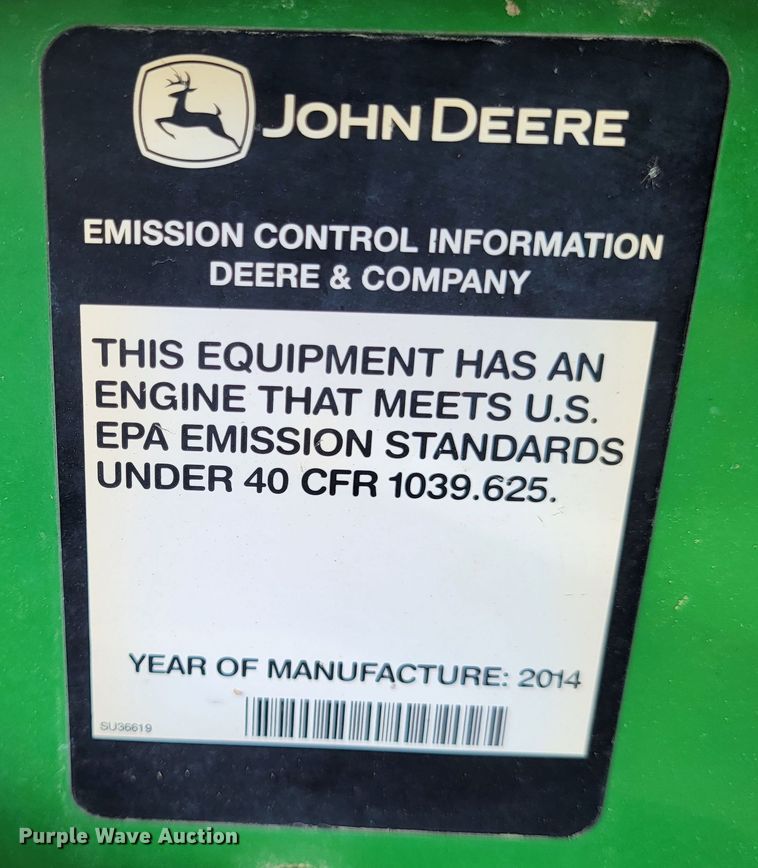 JOHN DEERE
EMISSION CONTROL INFORMATION
DEERE & COMPANY
THIS EQUIPMENT HAS AN
ENGINE THAT MEETS U.S.
EPA EMISSION STANDARDS
UNDER 40 CFR 1039.625.
YEAR OF MANUFACTURE: 2014
SU36619
Purple Wave Auction